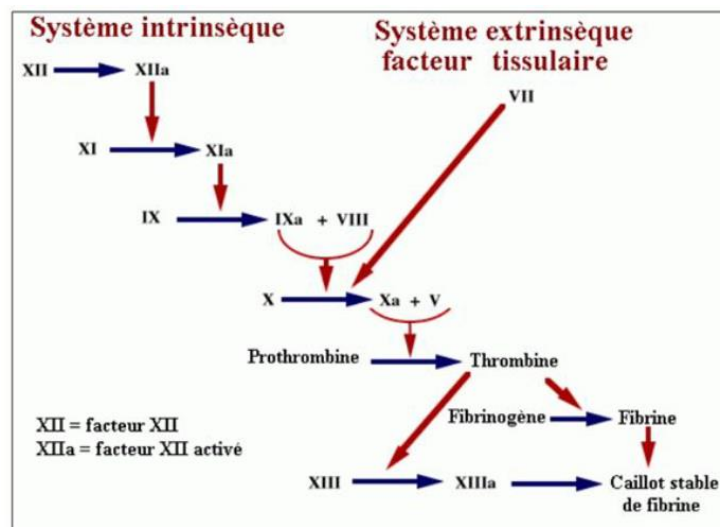 Système intrinsèque
Système extrinsèque
facteur tissulaire
XII
XIIa
VII
XI
XIa
IX
IXa + VIII
X
Xa + V
Prothrombine
Thrombine
Fibrinogène
Fibrine
XII = facteur XII
XIIa = facteur XII activé
XIII
XIIIa
Caillot stable
de fibrine